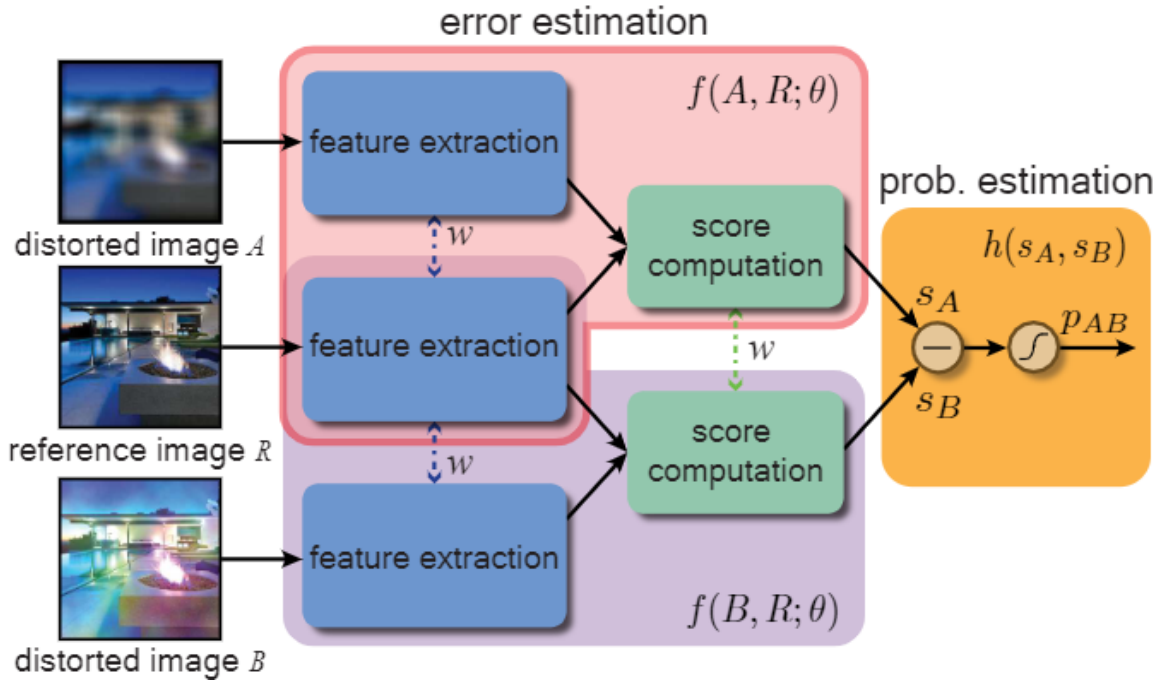 error estimation
f(A, R; θ)
feature extraction
distorted image A
w
score
computation
prob. estimation
h(s_A, s_B)
s_A
p_AB
−
∫
s_B
feature extraction
reference image R
w
w
score
computation
feature extraction
f(B, R; θ)
distorted image B